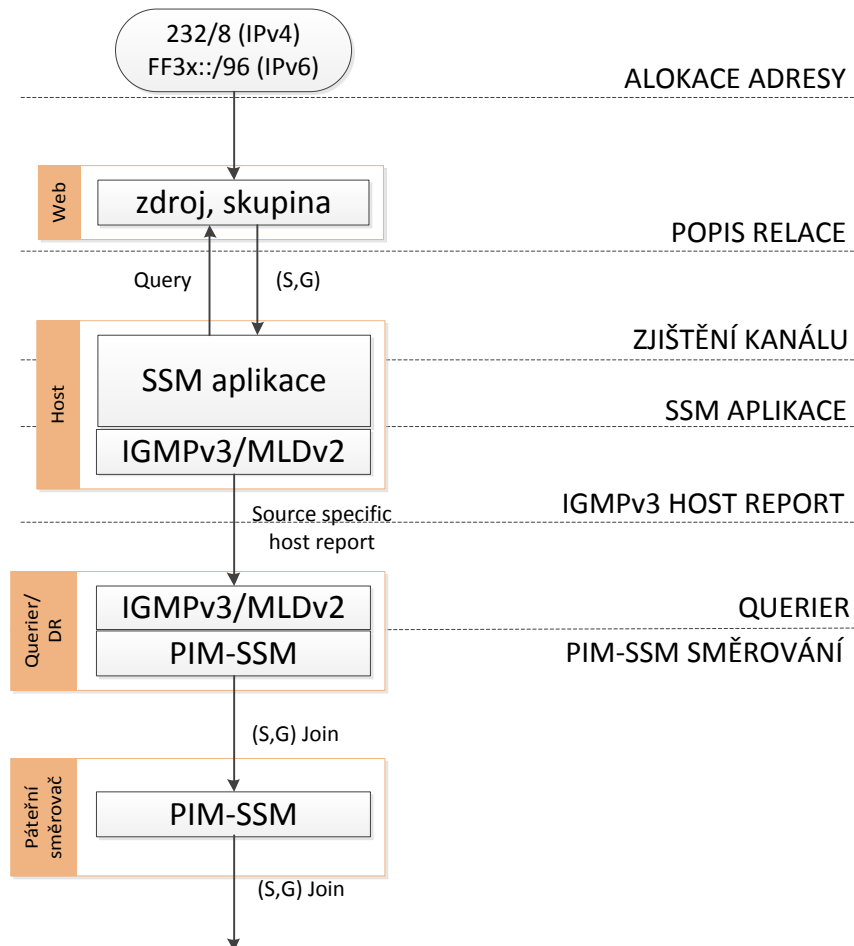 232/8 (IPv4)
FF3x::/96 (IPv6)
ALOKACE ADRESY
Web
zdroj, skupina
POPIS RELACE
Query
(S,G)
ZJIŠTĚNÍ KANÁLU
Host
SSM aplikace
SSM APLIKACE
IGMPv3/MLDv2
IGMPv3 HOST REPORT
Source specific
host report
Querier/
DR
IGMPv3/MLDv2
QUERIER
PIM-SSM
PIM-SSM SMĚROVÁNÍ
(S,G) Join
Páteřní
směrovač
PIM-SSM
(S,G) Join